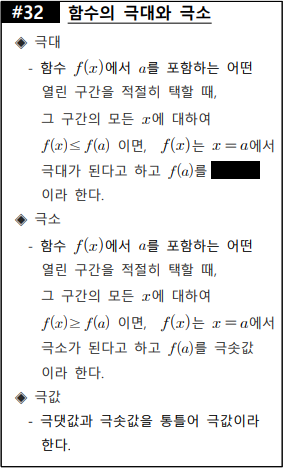 #32 함수의 극대와 극소
◈ 극대
- 함수 f(x)에서 a를 포함하는 어떤
열린 구간을 적절히 택할 때,
그 구간의 모든 x에 대하여
f(x)≤f(a) 이면, f(x)는 x=a에서
극대가 된다고 하고 f(a)를
이라 한다.
◈ 극소
- 함수 f(x)에서 a를 포함하는 어떤
열린 구간을 적절히 택할 때,
그 구간의 모든 x에 대하여
f(x)≥f(a) 이면, f(x)는 x=a에서
극소가 된다고 하고 f(a)를 극솟값
이라 한다.
◈ 극값
- 극댓값과 극솟값을 통틀어 극값이라
한다.